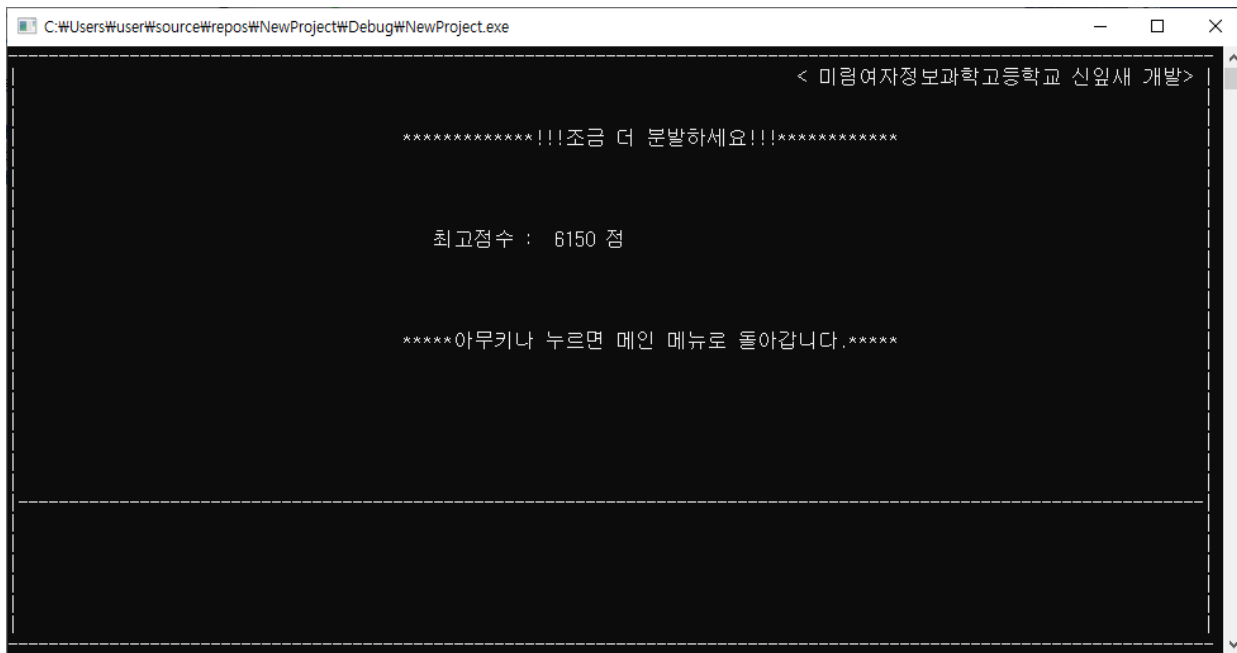 C:₩Users₩user₩source₩repos₩NewProject₩Debug₩NewProject.exe
< 미림여자정보과학고등학교 신잎새 개발>
*************!!!조금 더 분발하세요!!!************
최고점수 :  6150 점
*****아무키나 누르면 메인 메뉴로 돌아갑니다.*****